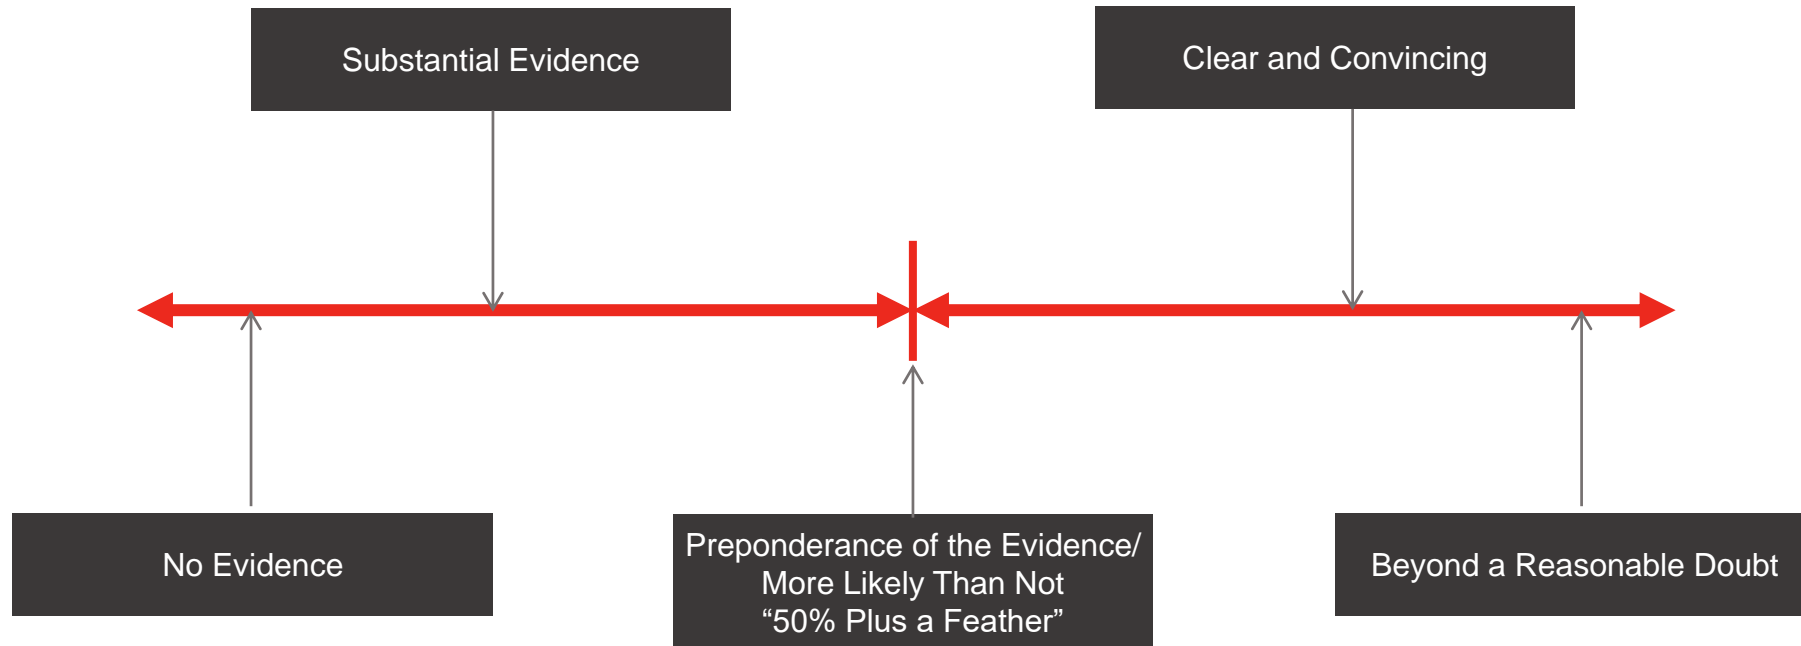 Substantial Evidence
Clear and Convincing
No Evidence
Preponderance of the Evidence/
More Likely Than Not
“50% Plus a Feather”
Beyond a Reasonable Doubt